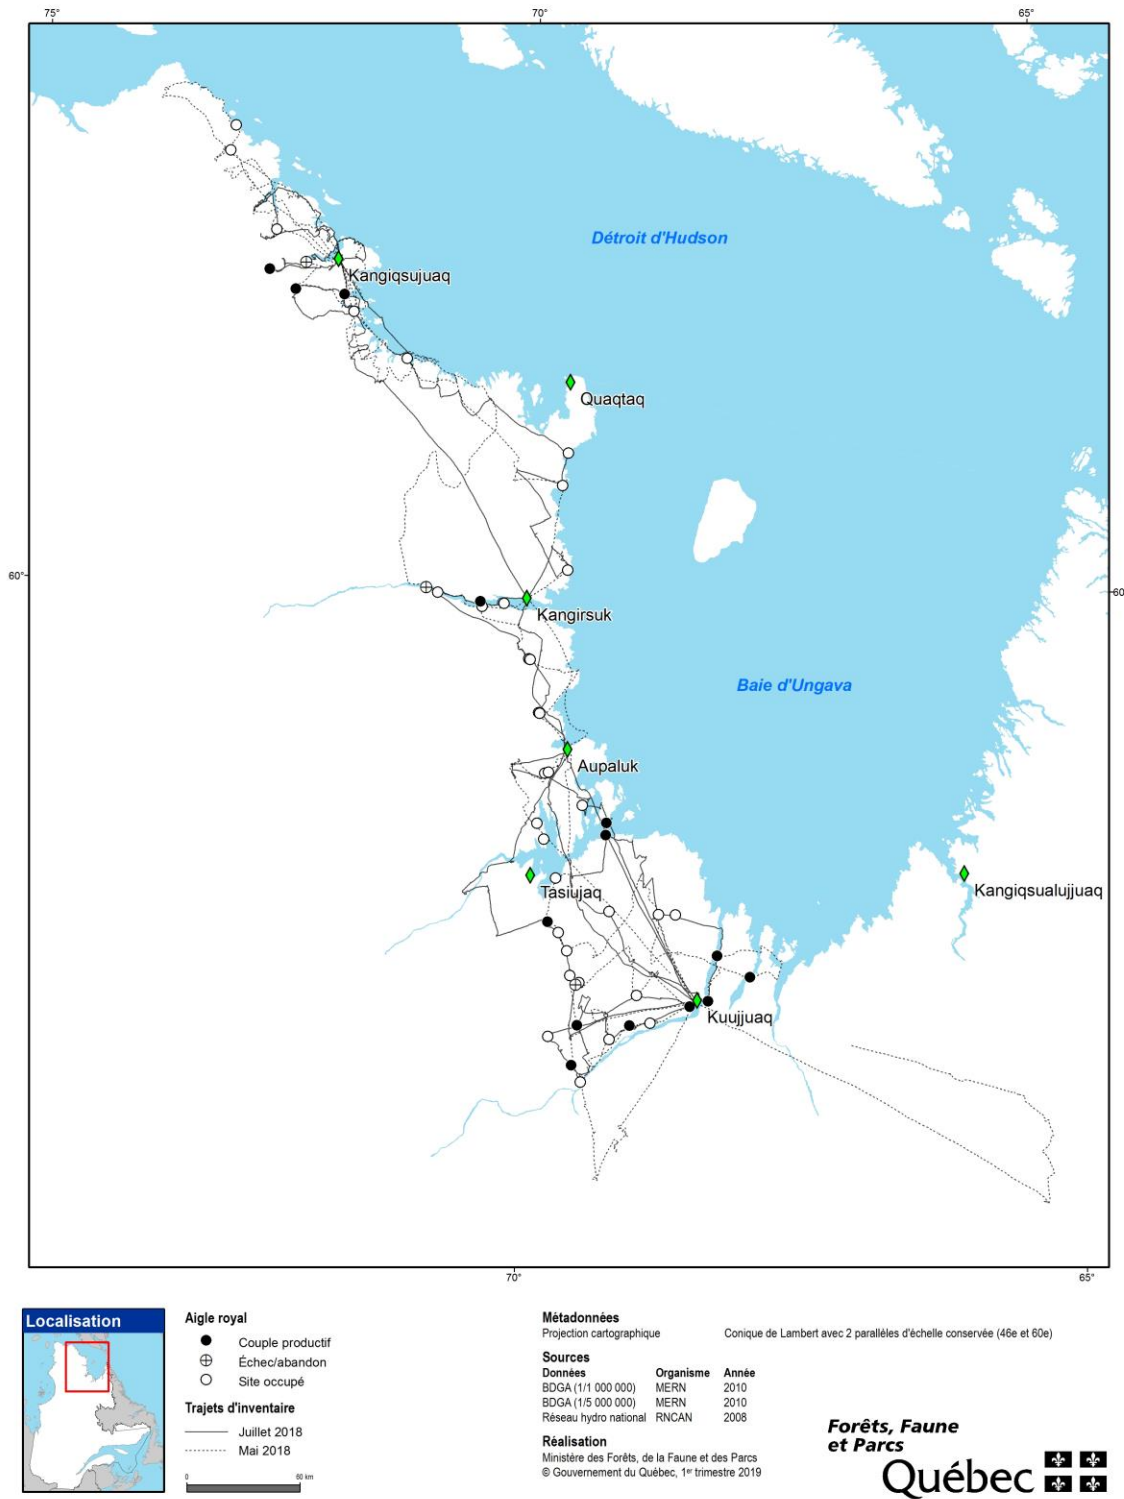 75° 70° 65°
Détroit d'Hudson
Kangiqsujuaq
Quaqtaq
60°
60
Kangirsuk
Baie d'Ungava
Aupaluk
Tasiujaq
Kangiqsualujjuaq
Kuujjuaq
70° 65°
Localisation
Aigle royal
Couple productif
Échec/abandon
Site occupé
Trajets d'inventaire
Juillet 2018
Mai 2018
0 60 km
Métadonnées
Projection cartographique Conique de Lambert avec 2 parallèles d'échelle conservée (46e et 60e)
Sources
Données Organisme Année
BDGA (1/1 000 000) MERN 2010
BDGA (1/5 000 000) MERN 2010
Réseau hydro national RNCAN 2008
Réalisation
Ministère des Forêts, de la Faune et des Parcs
© Gouvernement du Québec, 1er trimestre 2019
Forêts, Faune
et Parcs
Québec